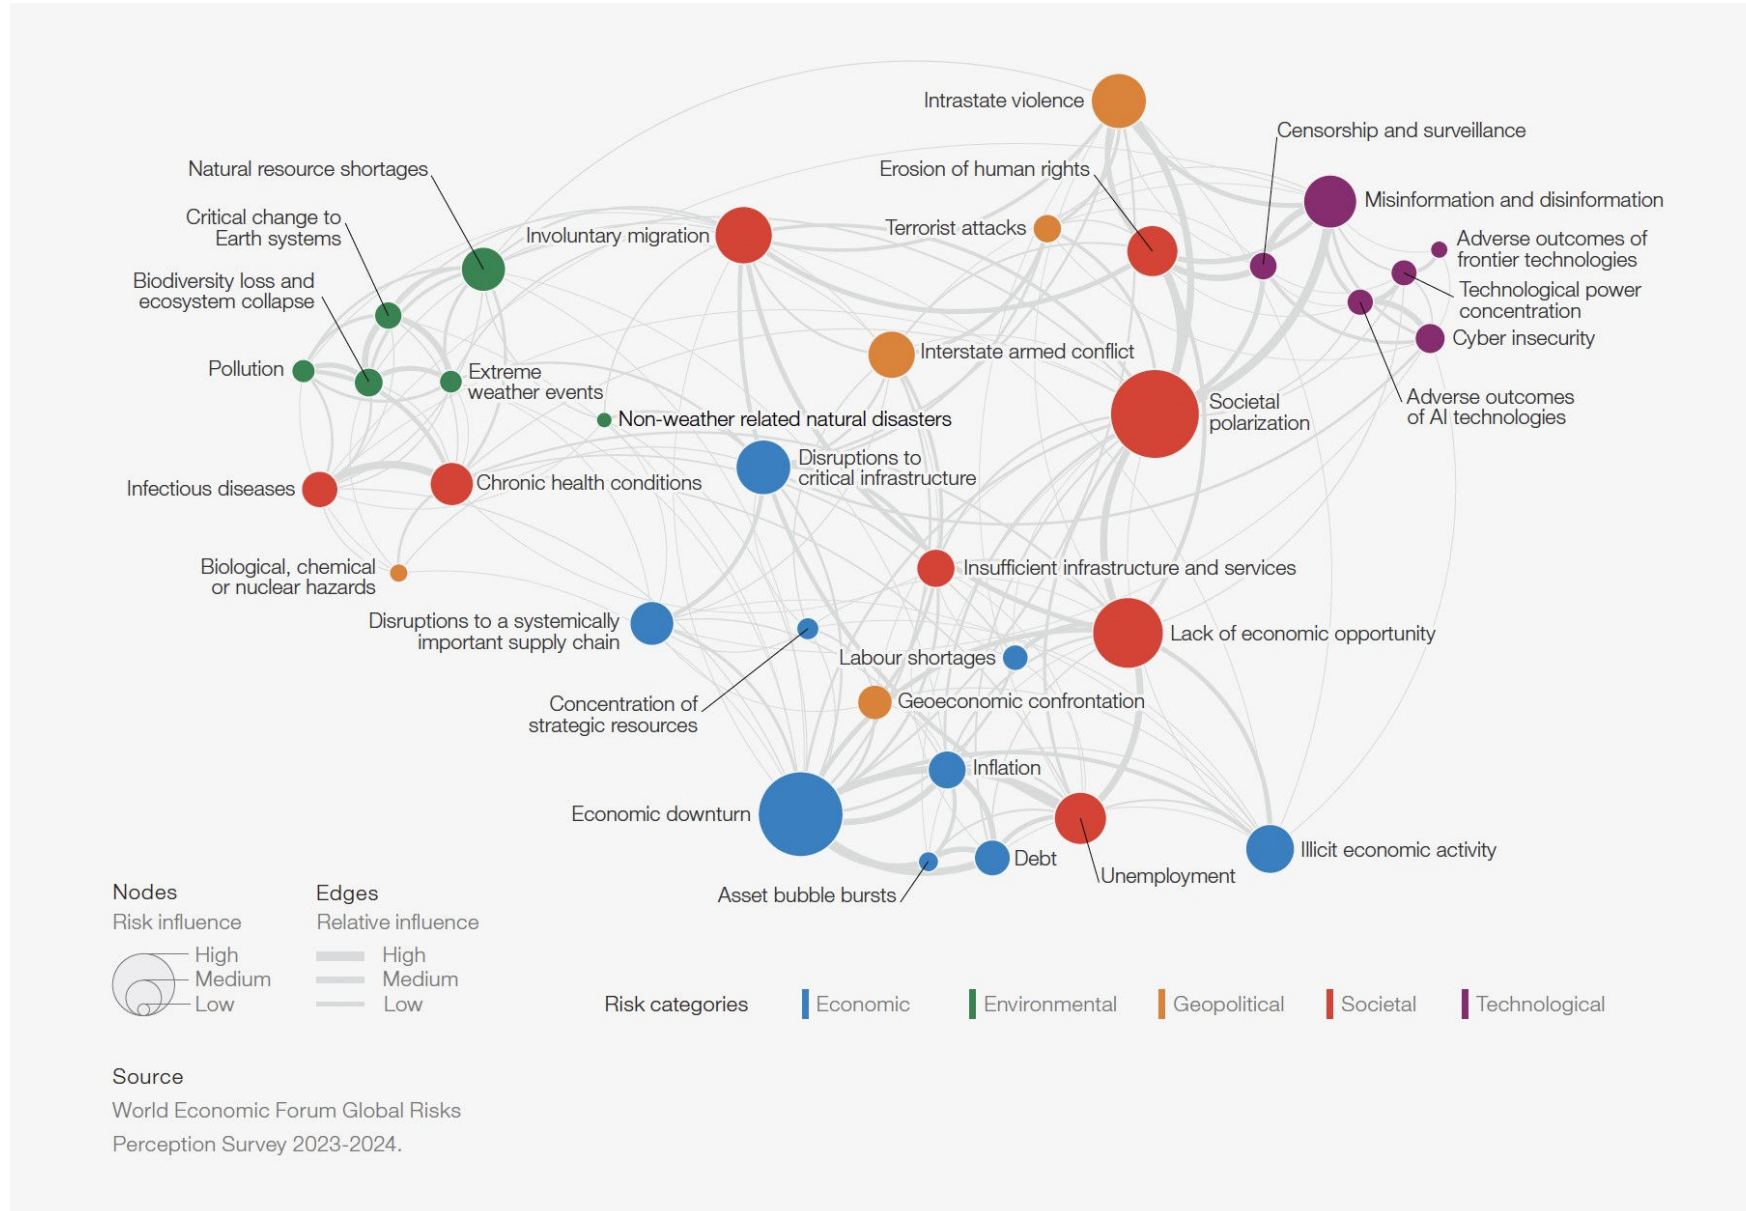 Intrastate violence
Censorship and surveillance
Natural resource shortages
Erosion of human rights
Misinformation and disinformation
Critical change to
Earth systems
Involuntary migration
Terrorist attacks
Adverse outcomes of
frontier technologies
Biodiversity loss and
ecosystem collapse
Technological power
concentration
Cyber insecurity
Interstate armed conflict
Pollution
Extreme
weather events
Societal
polarization
Adverse outcomes
of AI technologies
Non-weather related natural disasters
Disruptions to
critical infrastructure
Infectious diseases
Chronic health conditions
Biological, chemical
or nuclear hazards
Insufficient infrastructure and services
Disruptions to a systemically
important supply chain
Lack of economic opportunity
Labour shortages
Concentration of
strategic resources
Geoeconomic confrontation
Inflation
Economic downturn
Debt
Illicit economic activity
Unemployment
Asset bubble bursts
Nodes
Risk influence
High
Medium
Low
Edges
Relative influence
High
Medium
Low
Risk categories
Economic
Environmental
Geopolitical
Societal
Technological
Source
World Economic Forum Global Risks
Perception Survey 2023-2024.